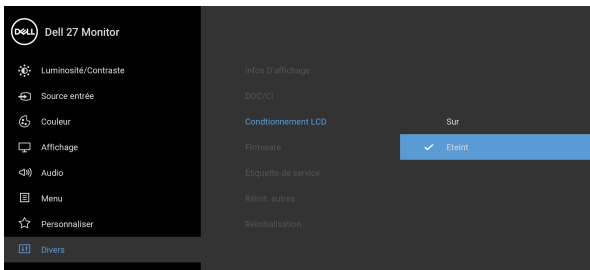 DELL Dell 27 Monitor
Luminosité/Contraste
Source entrée
Couleur
Affichage
Audio
Menu
Personnaliser
Divers
Infos D'affichage
DDC/CI
Condtionnement LCD
Firmware
Étiquette de service
Réinit. autres
Réinitialisation
Sur
Eteint